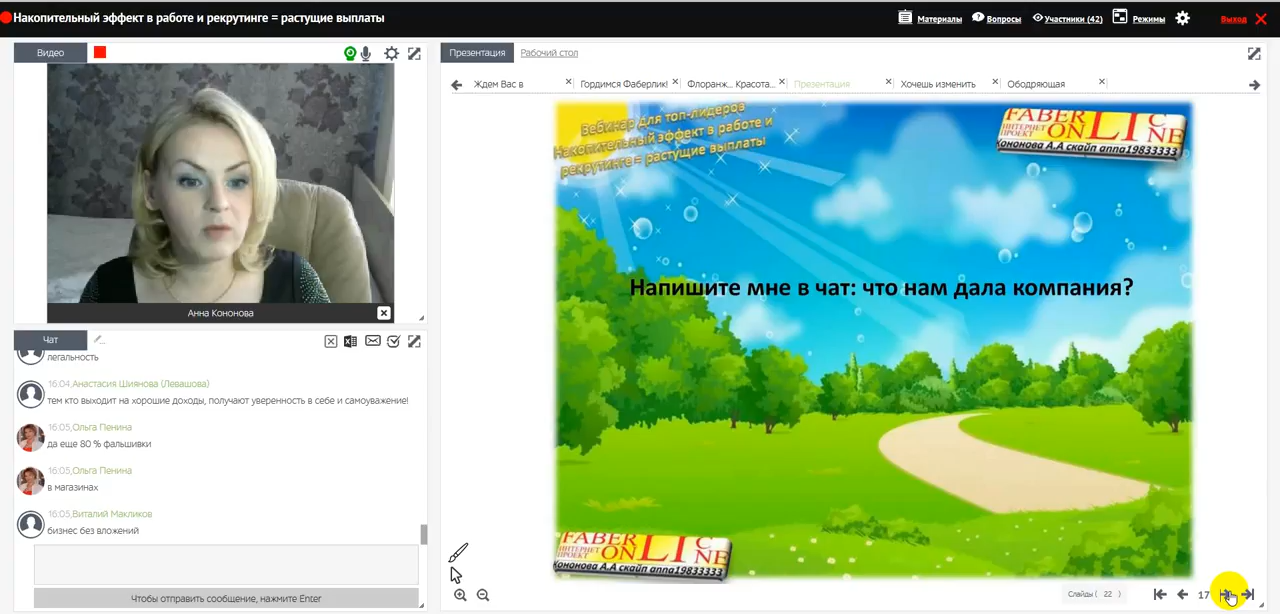 Накопительный эффект в работе и рекрутинге = растущие выплаты
Материалы
Вопросы
Участники (42)
Режимы
Выход
Видео
Анна Кононова
Чат
легальность
16:04,Анастасия Шиянова (Левашова)
тем кто выходит на хорошие доходы, получают уверенность в себе и самоуважение!
16:05,Ольга Пенина
да еще 80 % фальшивки
16:05,Ольга Пенина
в магазинах
16:05,Виталий Макликов
бизнес без вложений
Чтобы отправить сообщение, нажмите Enter
Презентация
Рабочий стол
Ждем Вас в
Гордимся Фаберлик!
Флоранж... Красота...
Презентация
Хочешь изменить
Ободряющая
Вебинар для топ-лидеров
Накопительный эффект в работе и
рекрутинге= растущие выплаты
FABERLIC
ИНТЕРНЕТ ПРОЕКТ
ONLINE
Кононова А.А скайп anna19833333
Напишите мне в чат: что нам дала компания?
FABERLIC
ИНТЕРНЕТ ПРОЕКТ
ONLINE
Кононова А.А скайп anna19833333
Слайды ( 22 )
17